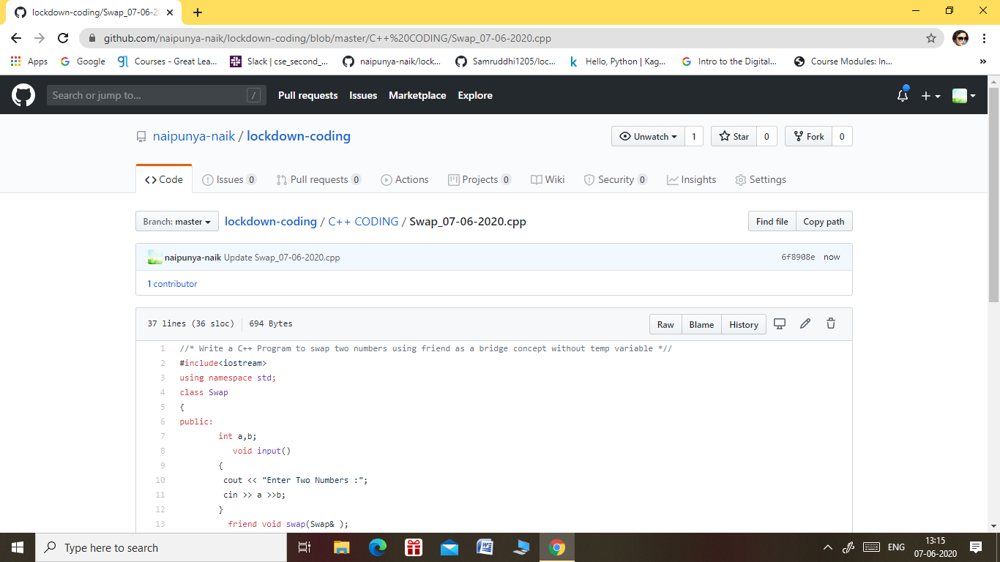 lockdown-coding/Swap_07-06-20
github.com/naipunya-naik/lockdown-coding/blob/master/C++%20CODING/Swap_07-06-2020.cpp
Apps Google Courses - Great Lea... Slack | cse_second_... naipunya-naik/lock... Samruddhi1205/loc... Hello, Python | Kag... Intro to the Digital... Course Modules: In... »
Search or jump to... / Pull requests Issues Marketplace Explore
naipunya-naik / lockdown-coding Unwatch 1 Star 0 Fork 0
Code Issues 0 Pull requests 0 Actions Projects 0 Wiki Security 0 Insights Settings
Branch: master lockdown-coding / C++ CODING / Swap_07-06-2020.cpp Find file Copy path
naipunya-naik Update Swap_07-06-2020.cpp 6f8908e now
1 contributor
37 lines (36 sloc) 694 Bytes Raw Blame History
1 //* Write a C++ Program to swap two numbers using friend as a bridge concept without temp variable *//
2 #include<iostream>
3 using namespace std;
4 class Swap
5 {
6 public:
7 int a,b;
8 void input()
9 {
10 cout << "Enter Two Numbers :";
11 cin >> a >>b;
12 }
13 friend void swap(Swap& );
Type here to search ENG 13:15
07-06-2020